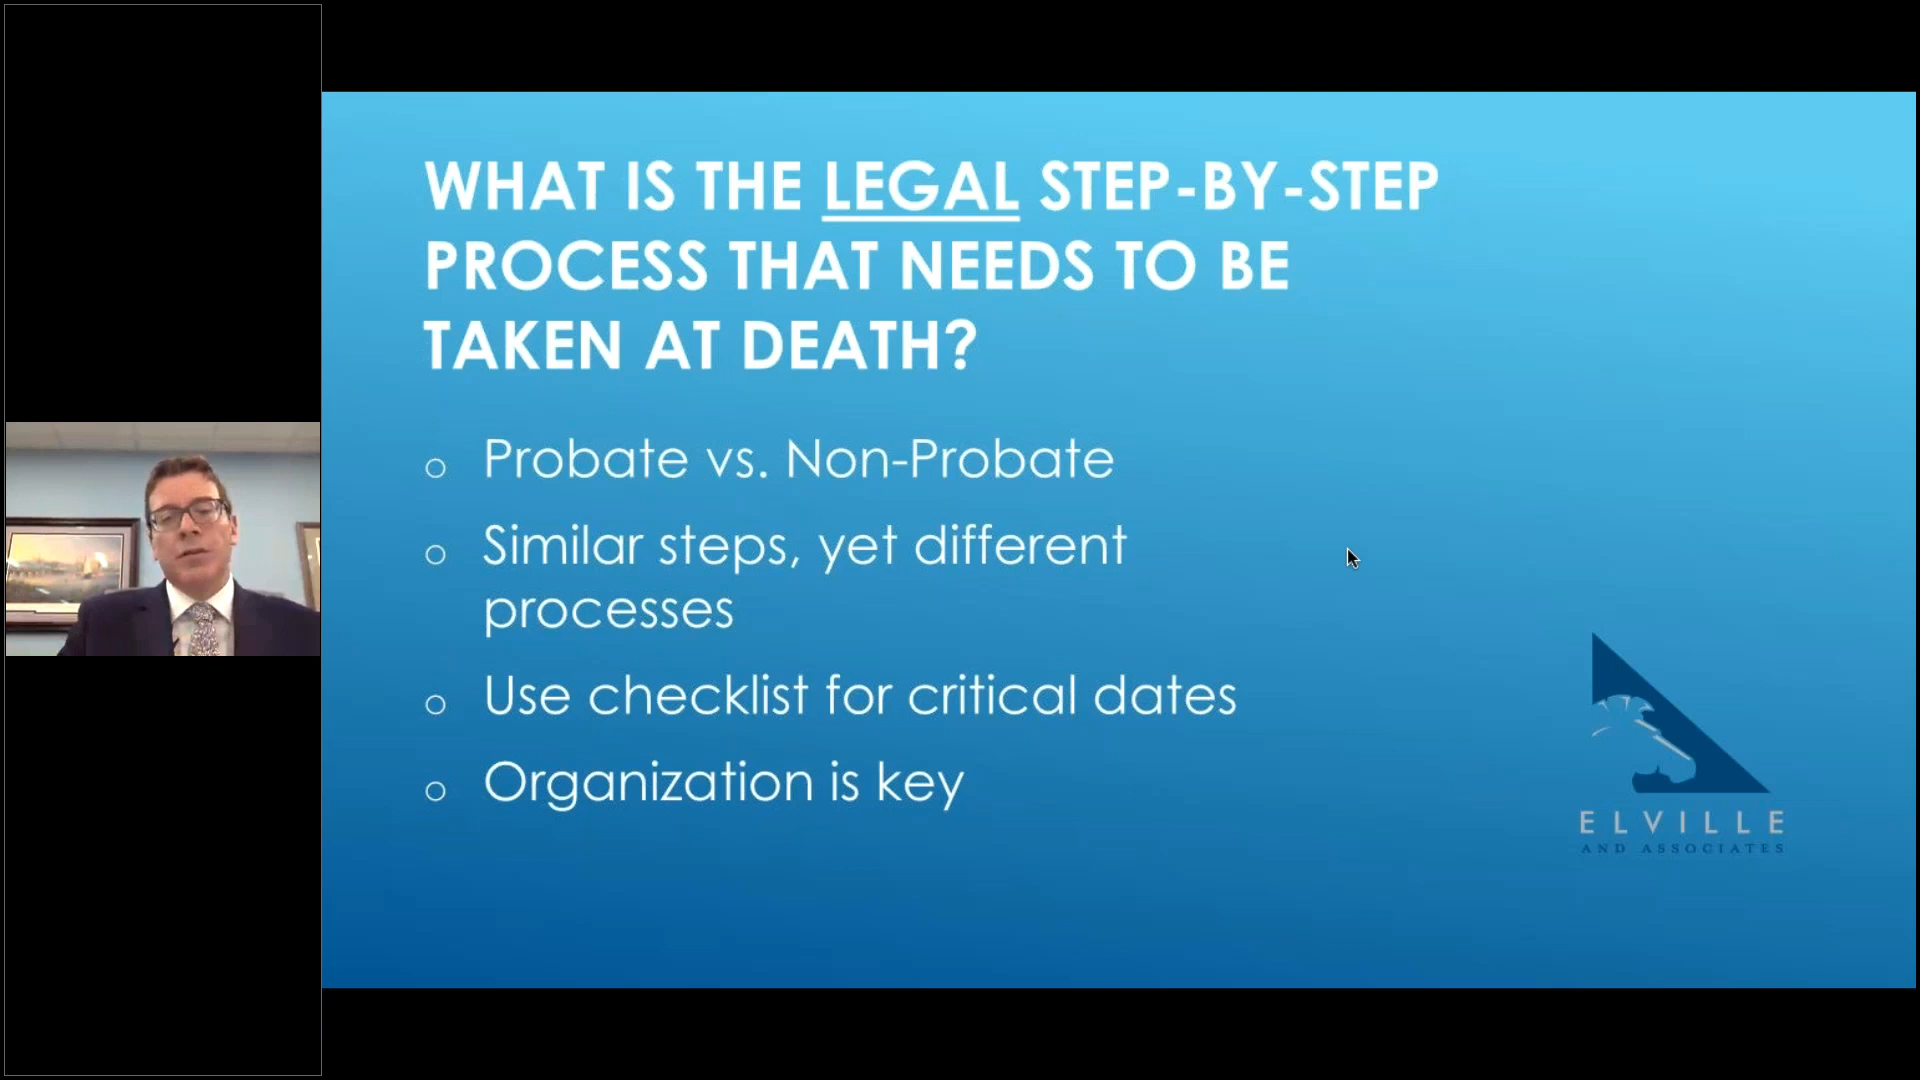 WHAT IS THE LEGAL STEP-BY-STEP
PROCESS THAT NEEDS TO BE
TAKEN AT DEATH?
Probate vs. Non-Probate
Similar steps, yet different
processes
Use checklist for critical dates
Organization is key
ELVILLE
AND ASSOCIATES